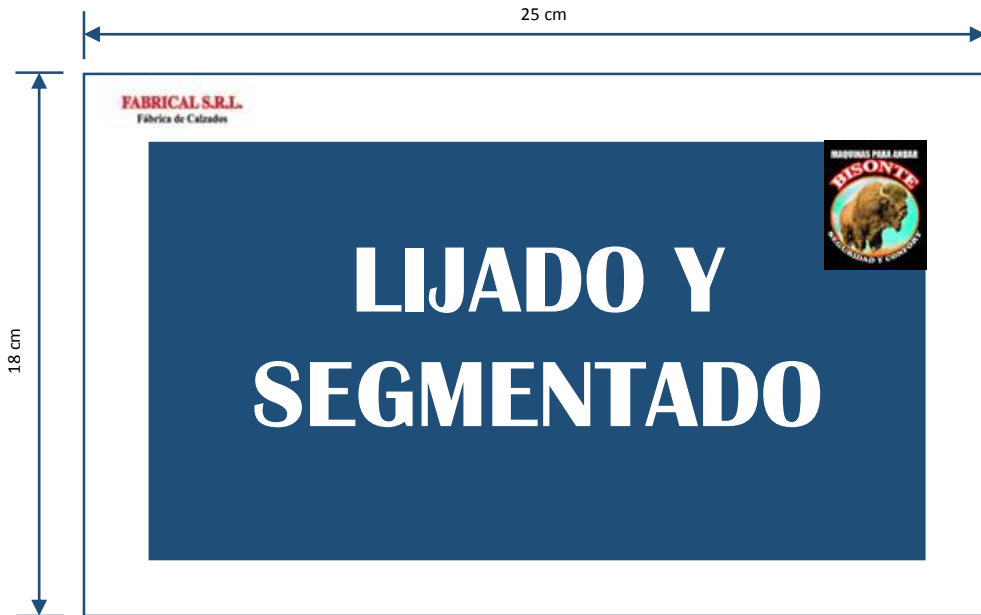 25 cm
18 cm
FABRICAL S.R.L.
Fábrica de Calzados
MAQUINAS PARA ANDAR
BISONTE
SEGURIDAD Y CONFORT
LIJADO Y
SEGMENTADO